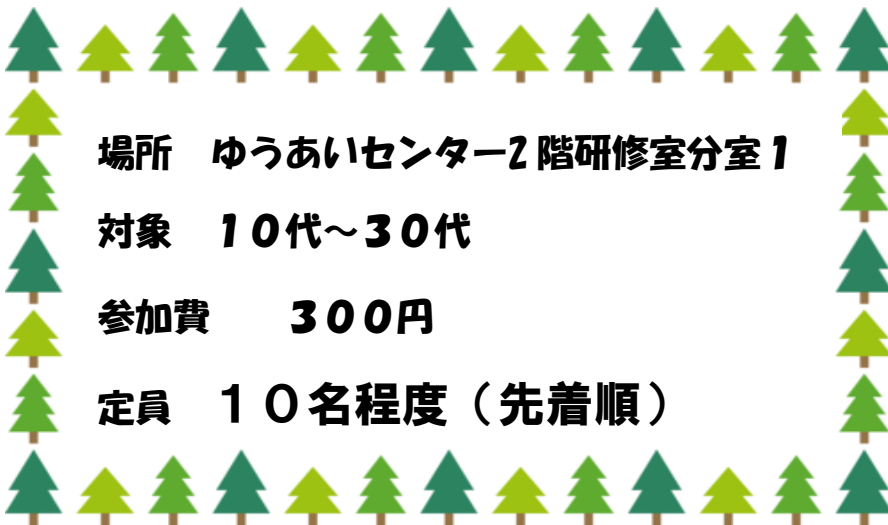 場所　ゆうあいセンター2階研修室分室1
対象　10代～30代
参加費　　300円
定員　10名程度（先着順）